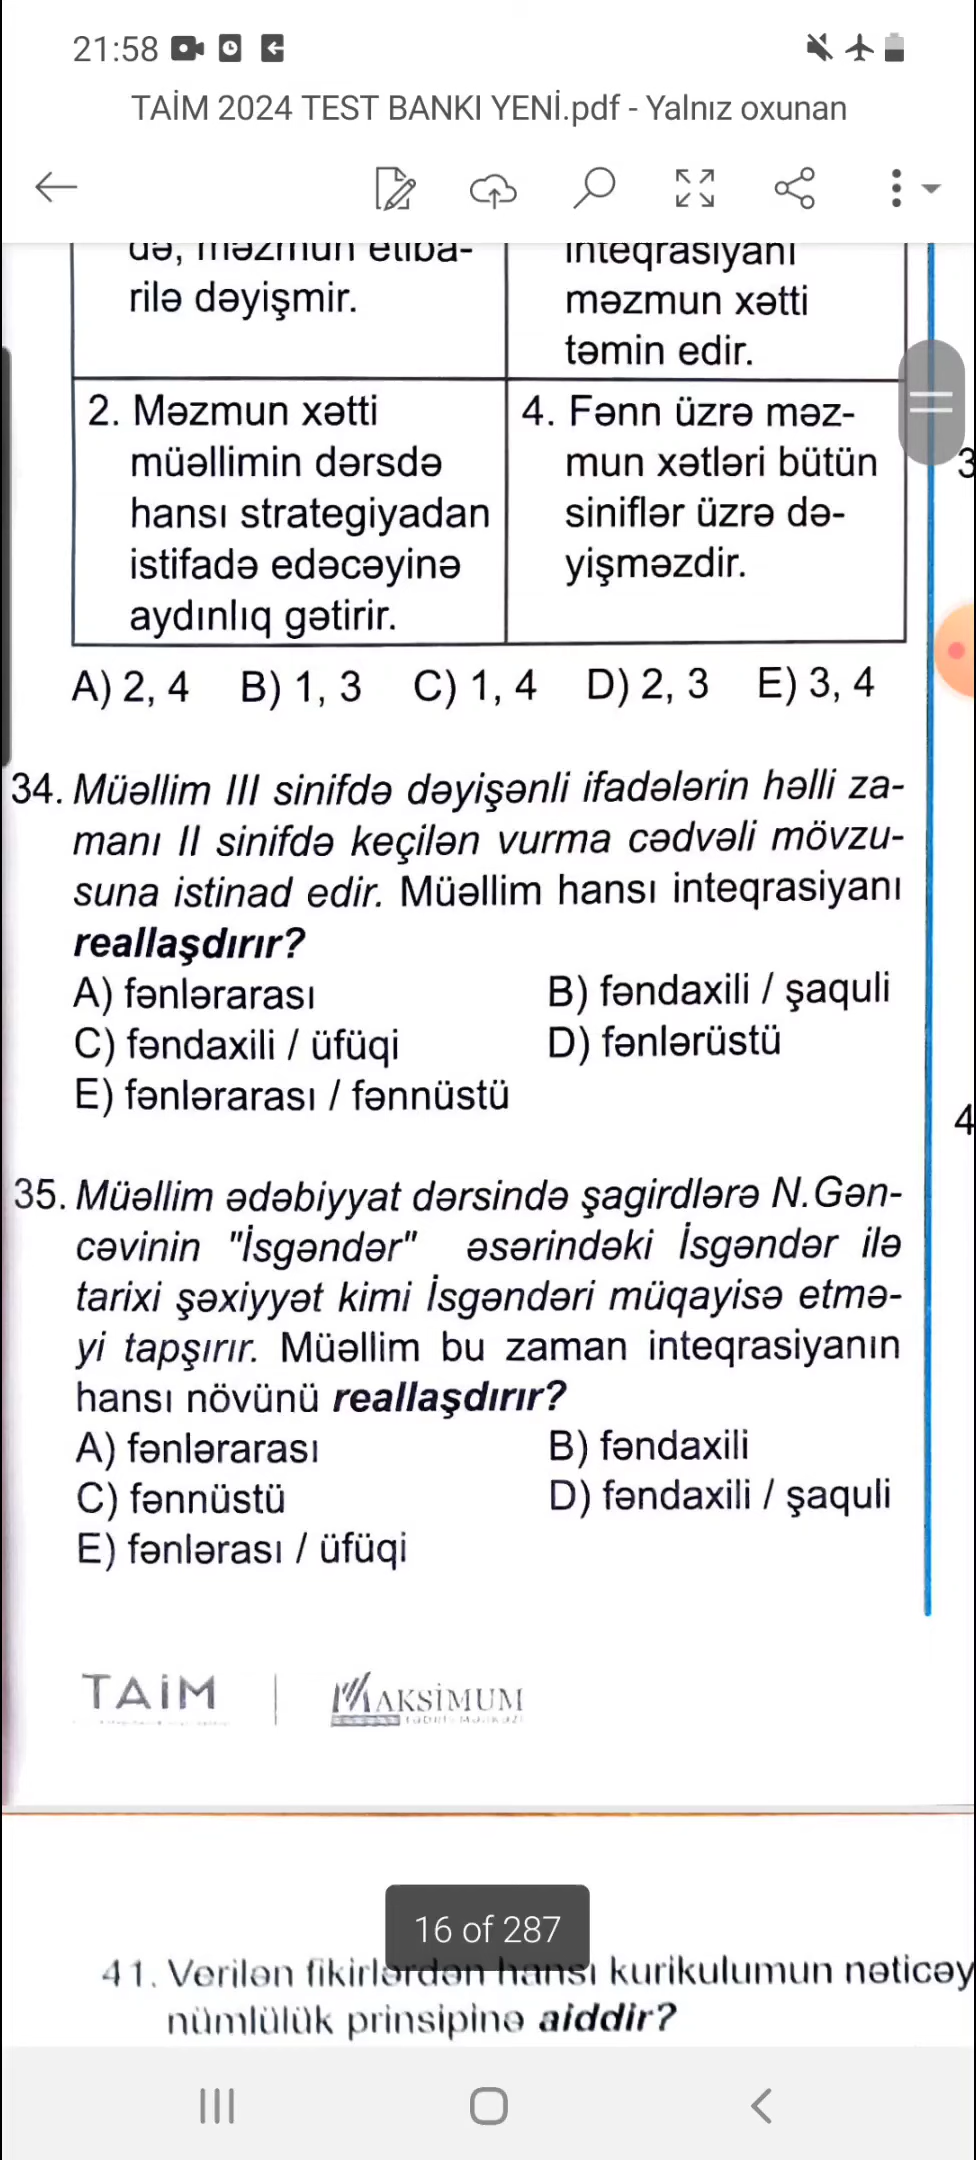 21:58
TAİM 2024 TEST BANKI YENİ.pdf - Yalnız oxunan
də, məzmun etiba-
rilə dəyişmir.
inteqrasiyanı
məzmun xətti
təmin edir.
2. Məzmun xətti
müəllimin dərsdə
hansı strategiyadan
istifadə edəcəyinə
aydınlıq gətirir.
4. Fənn üzrə məz-
mun xətləri bütün
siniflər üzrə də-
yişməzdir.
3
A) 2, 4 B) 1, 3 C) 1, 4 D) 2, 3 E) 3, 4
34. Müəllim III sinifdə dəyişənli ifadələrin həlli za-
manı II sinifdə keçilən vurma cədvəli mövzu-
suna istinad edir. Müəllim hansı inteqrasiyanı
reallaşdırır?
A) fənlərarası B) fəndaxili / şaquli
C) fəndaxili / üfüqi D) fənlərüstü
E) fənlərarası / fənnüstü
4
35. Müəllim ədəbiyyat dərsində şagirdlərə N.Gən-
cəvinin "İsgəndər" əsərindəki İsgəndər ilə
tarixi şəxiyyət kimi İsgəndəri müqayisə etmə-
yi tapşırır. Müəllim bu zaman inteqrasiyanın
hansı növünü reallaşdırır?
A) fənlərarası B) fəndaxili
C) fənnüstü D) fəndaxili / şaquli
E) fənlərası / üfüqi
TAİM MAKSİMUM
16 of 287
41. Verilən fikirlərdən hansı kurikulumun nəticəy
nümlülük prinsipinə aiddir?